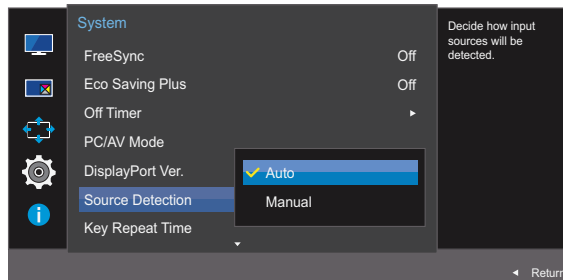 System
FreeSync Off
Eco Saving Plus Off
Off Timer
PC/AV Mode
DisplayPort Ver.
Source Detection
Key Repeat Time
Auto
Manual
Decide how input
sources will be
detected.
Return